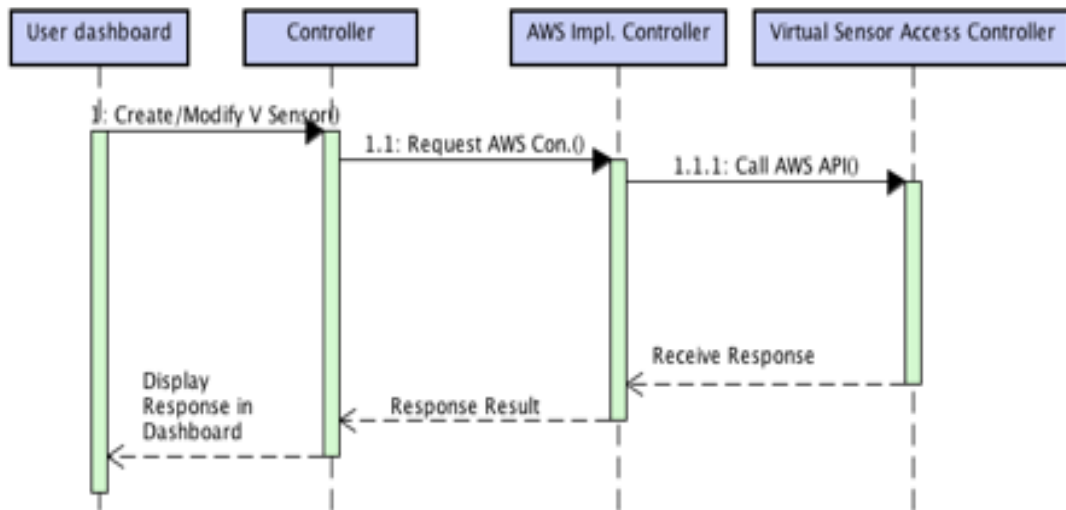 User dashboard
Controller
AWS Impl. Controller
Virtual Sensor Access Controller
1: Create/Modify V Sensor()
1.1: Request AWS Con.()
1.1.1: Call AWS API()
Receive Response
Display
Response in
Dashboard
Response Result